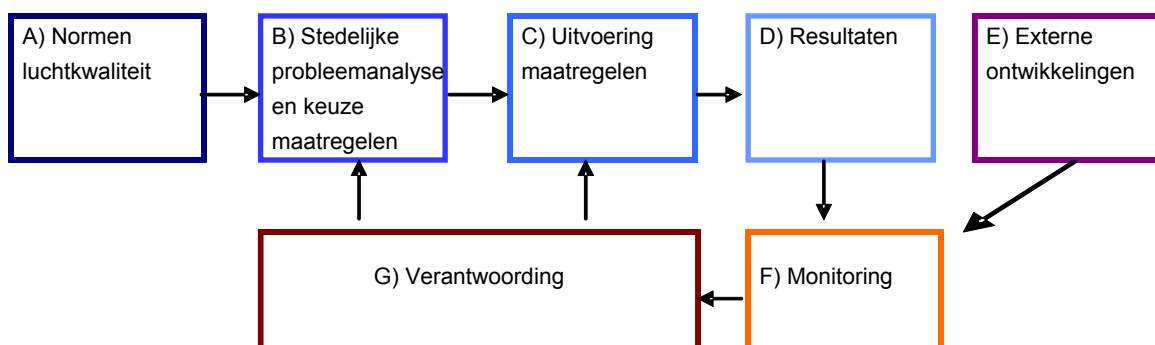 A) Normen
luchtkwaliteit
B) Stedelijke
probleemanalyse
en keuze
maatregelen
C) Uitvoering
maatregelen
D) Resultaten
E) Externe
ontwikkelingen
G) Verantwoording
F) Monitoring